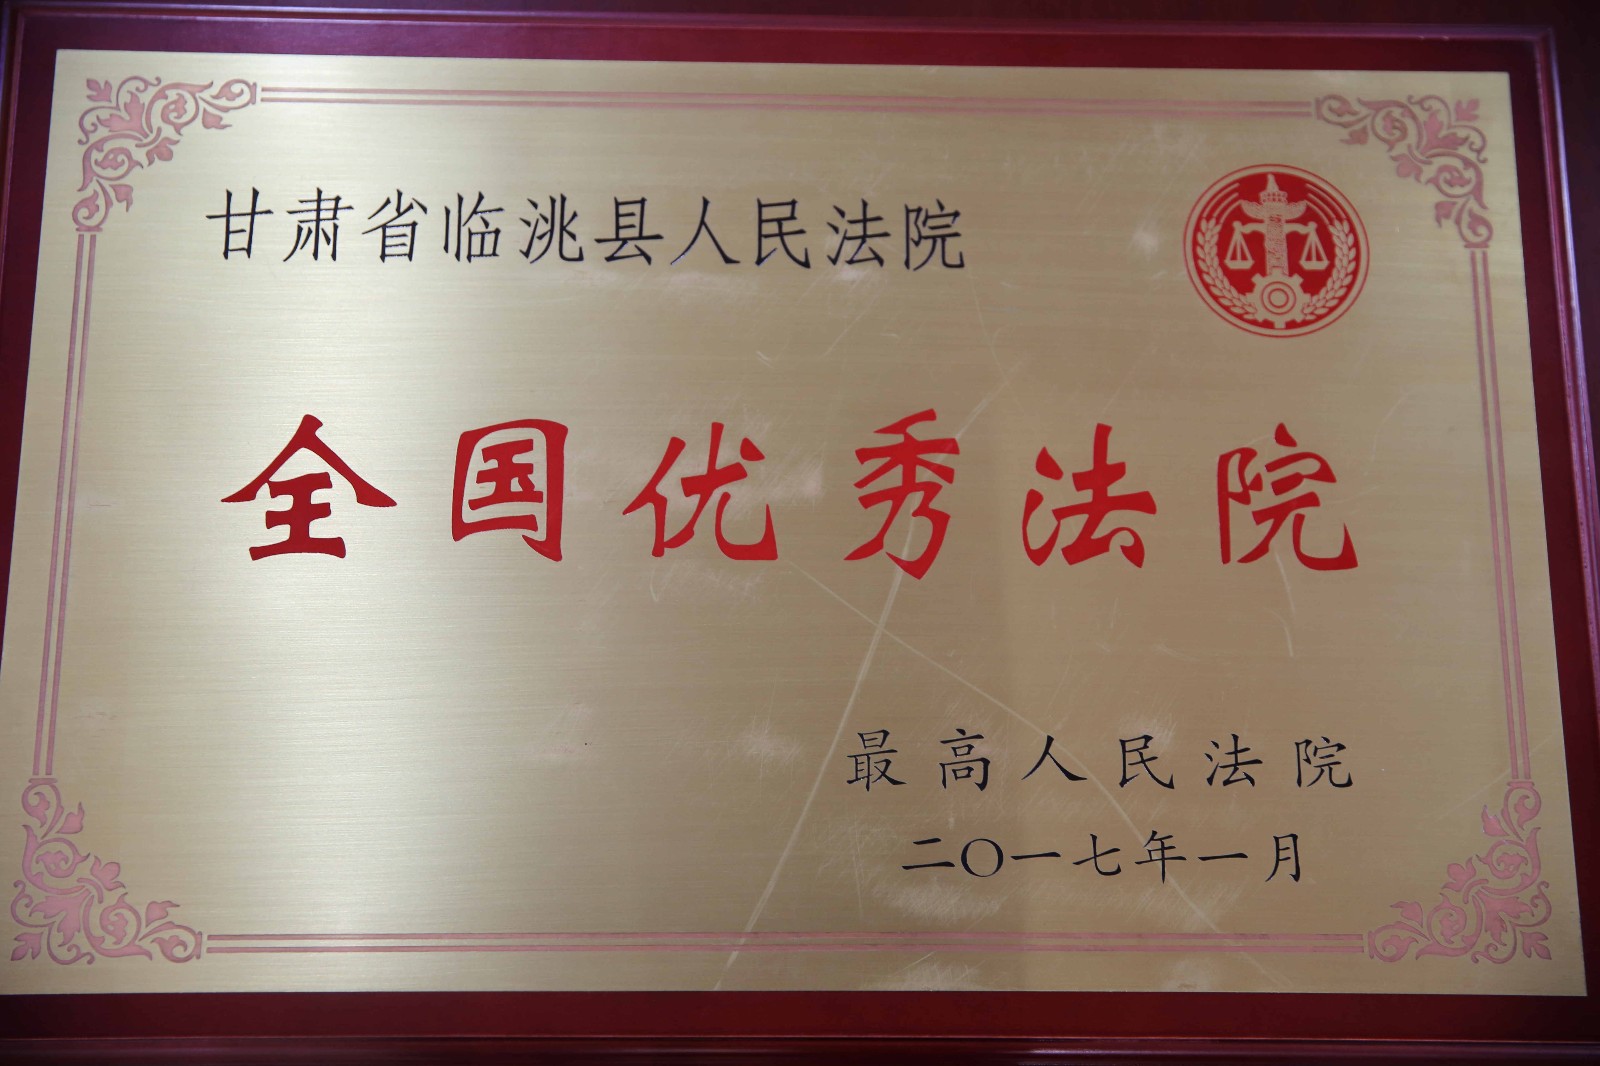 甘肃省临洮县人民法院
全国优秀法院
最高人民法院
二〇一七年一月